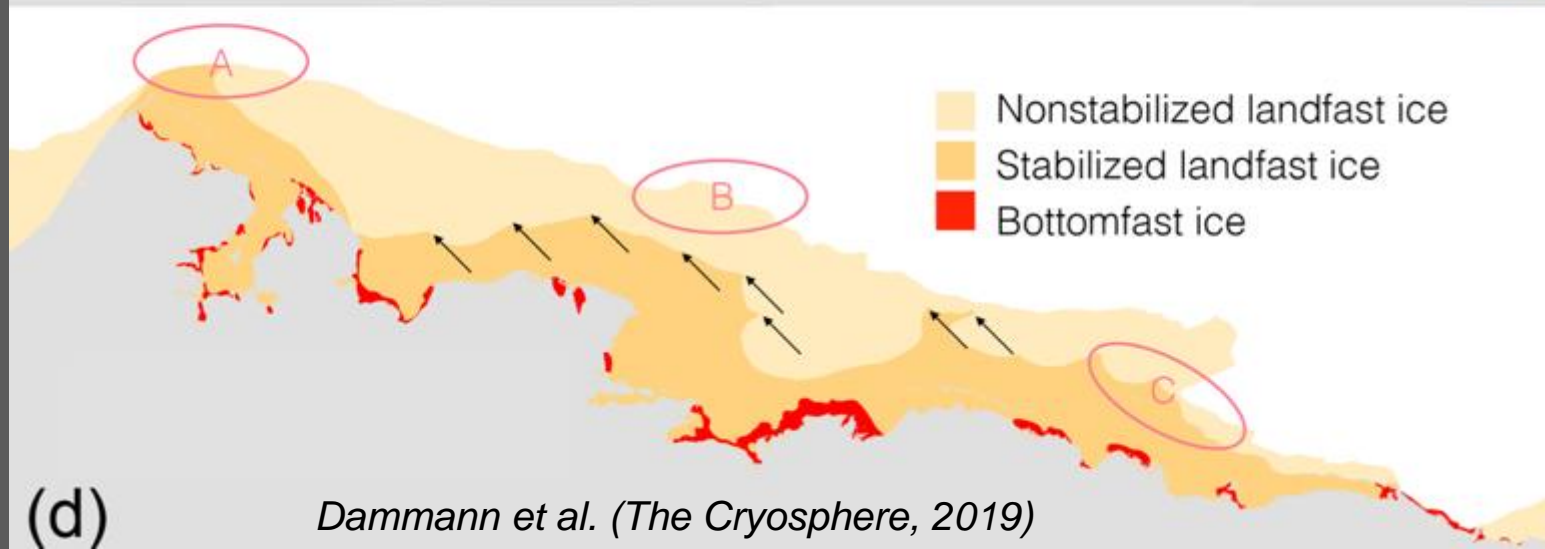 A
B
C
Nonstabilized landfast ice
Stabilized landfast ice
Bottomfast ice
(d)
Dammann et al. (The Cryosphere, 2019)